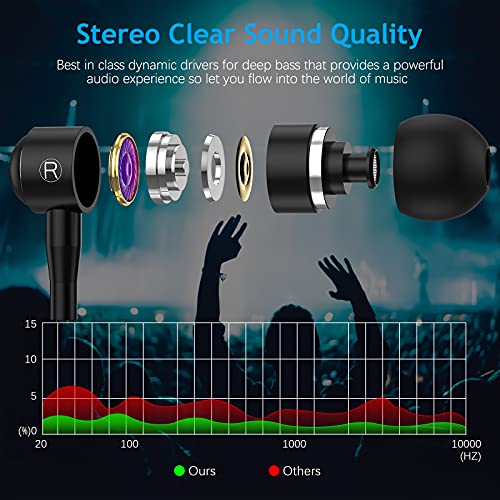 Stereo Clear Sound Quality
Best in class dynamic drivers for deep bass that provides a powerful
audio experience so let you flow into the world of music
R
15
10
5
(%)0
20 100 1000 10000
(HZ)
Ours Others